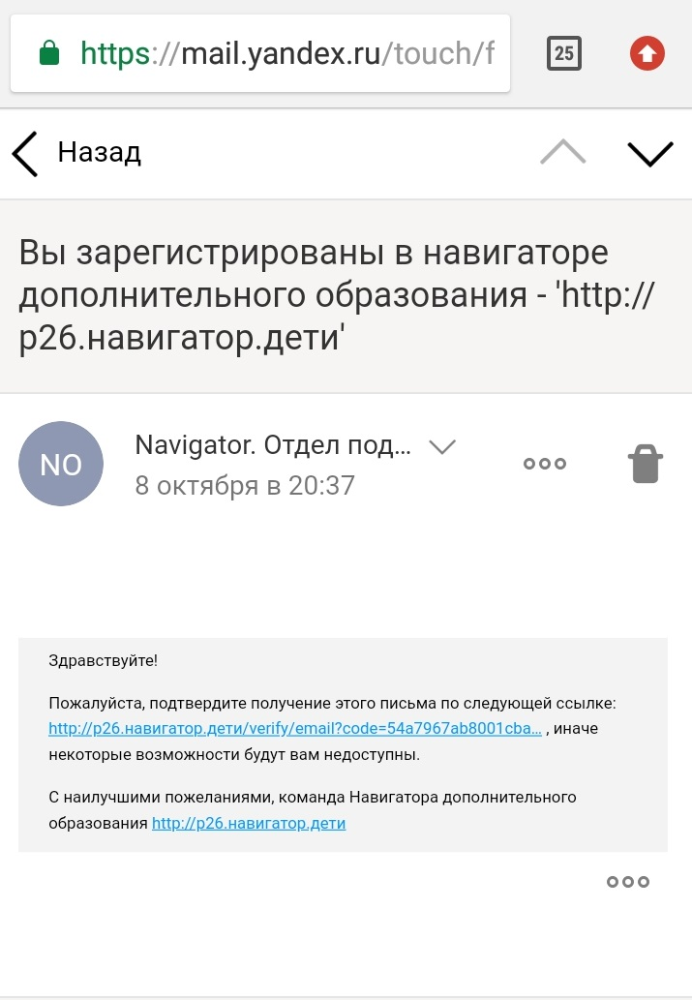 https://mail.yandex.ru/touch/f
25
Назад
Вы зарегистрированы в навигаторе
дополнительного образования - 'http://
р26.навигатор.дети'
NO
Navigator. Отдел под...
8 октября в 20:37
Здравствуйте!
Пожалуйста, подтвердите получение этого письма по следующей ссылке:
http://р26.навигатор.дети/verify/email?code=54a7967ab8001cba... , иначе
некоторые возможности будут вам недоступны.
С наилучшими пожеланиями, команда Навигатора дополнительного
образования http://р26.навигатор.дети